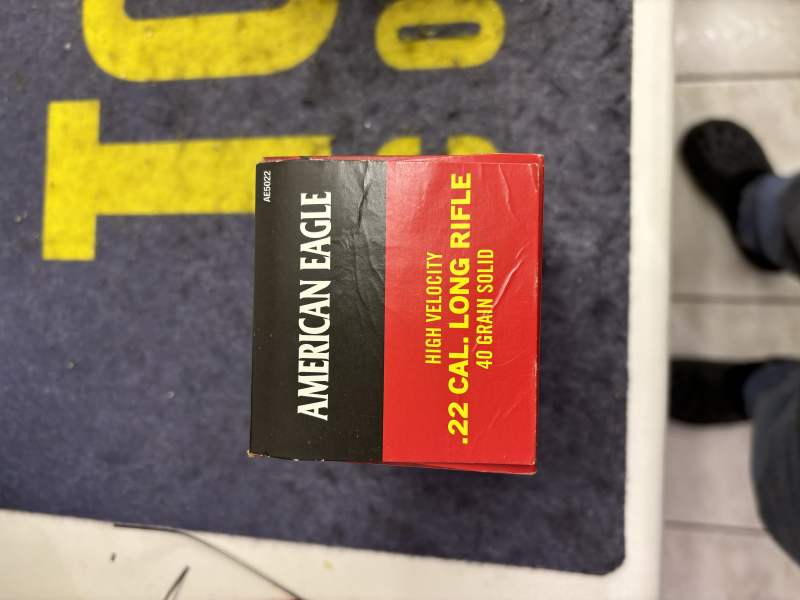 AE5022
AMERICAN EAGLE
HIGH VELOCITY
.22 CAL. LONG RIFLE
40 GRAIN SOLID